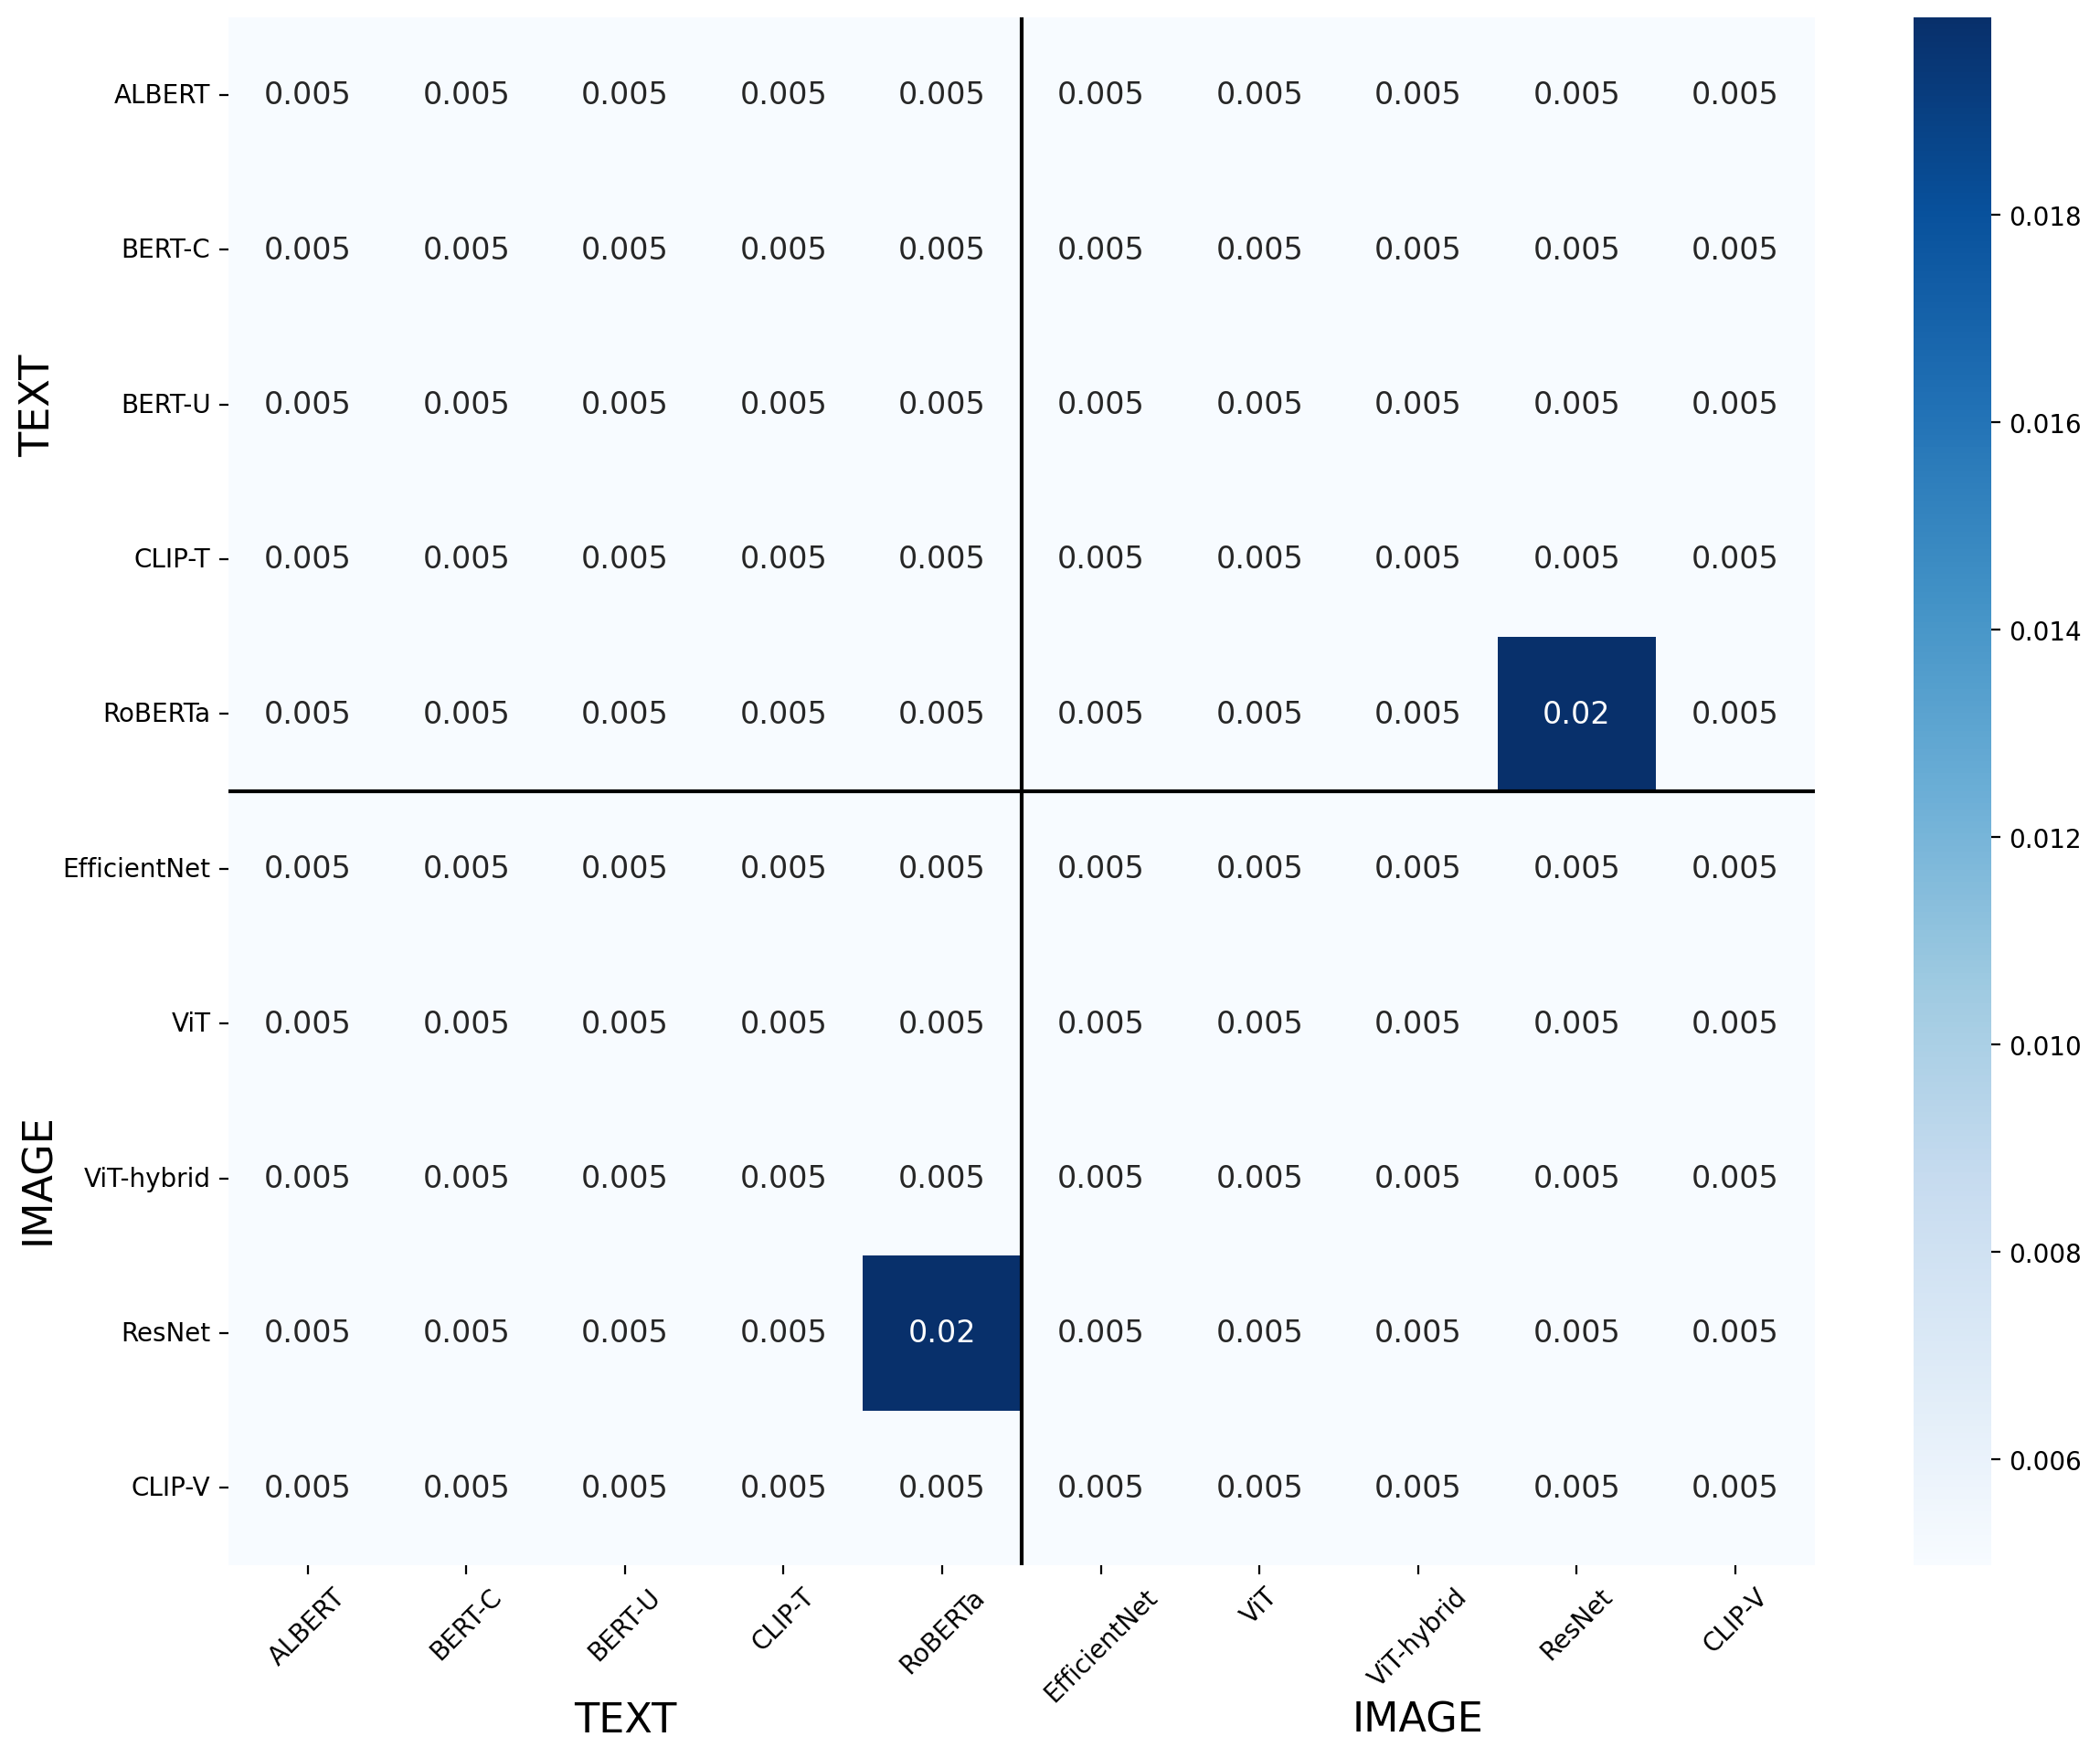 TEXT
ALBERT 0.005 0.005 0.005 0.005 0.005 0.005 0.005 0.005 0.005 0.005
BERT-C 0.005 0.005 0.005 0.005 0.005 0.005 0.005 0.005 0.005 0.005
BERT-U 0.005 0.005 0.005 0.005 0.005 0.005 0.005 0.005 0.005 0.005
CLIP-T 0.005 0.005 0.005 0.005 0.005 0.005 0.005 0.005 0.005 0.005
RoBERTa 0.005 0.005 0.005 0.005 0.005 0.005 0.005 0.005 0.02 0.005
IMAGE
EfficientNet 0.005 0.005 0.005 0.005 0.005 0.005 0.005 0.005 0.005 0.005
ViT 0.005 0.005 0.005 0.005 0.005 0.005 0.005 0.005 0.005 0.005
ViT-hybrid 0.005 0.005 0.005 0.005 0.005 0.005 0.005 0.005 0.005 0.005
ResNet 0.005 0.005 0.005 0.005 0.02 0.005 0.005 0.005 0.005 0.005
CLIP-V 0.005 0.005 0.005 0.005 0.005 0.005 0.005 0.005 0.005 0.005
ALBERT BERT-C BERT-U CLIP-T RoBERTa EfficientNet ViT ViT-hybrid ResNet CLIP-V
TEXT IMAGE
0.018
0.016
0.014
0.012
0.010
0.008
0.006